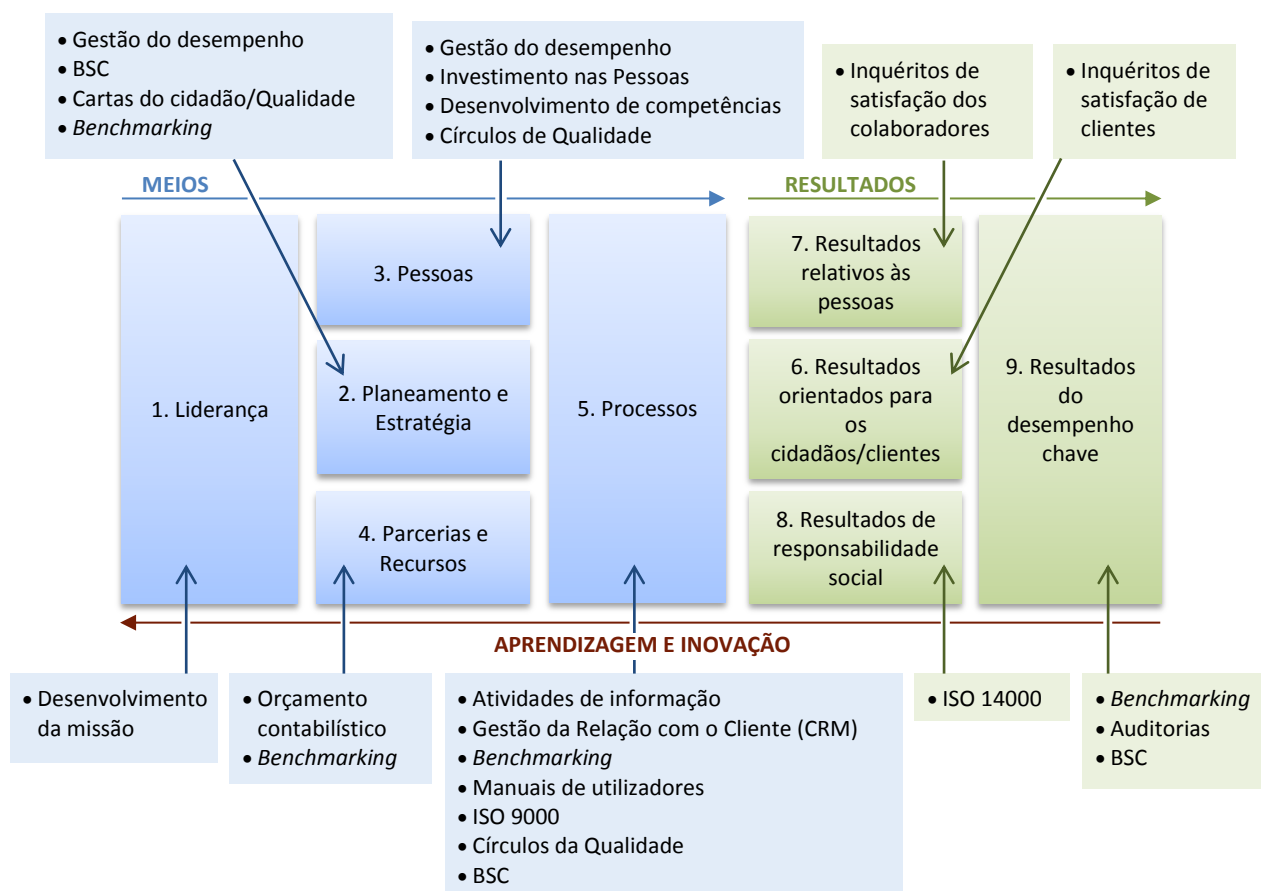 • Gestão do desempenho
• BSC
• Cartas do cidadão/Qualidade
• Benchmarking
• Gestão do desempenho
• Investimento nas Pessoas
• Desenvolvimento de competências
• Círculos de Qualidade
• Inquéritos de
satisfação dos
colaboradores
• Inquéritos de
satisfação de
clientes
MEIOS
RESULTADOS
1. Liderança
3. Pessoas
2. Planeamento e
Estratégia
4. Parcerias e
Recursos
5. Processos
7. Resultados
relativos às
pessoas
6. Resultados
orientados para
os
cidadãos/clientes
8. Resultados de
responsabilidade
social
9. Resultados
do
desempenho
chave
APRENDIZAGEM E INOVAÇÃO
• Desenvolvimento
da missão
• Orçamento
contabilístico
• Benchmarking
• Atividades de informação
• Gestão da Relação com o Cliente (CRM)
• Benchmarking
• Manuais de utilizadores
• ISO 9000
• Círculos da Qualidade
• BSC
• ISO 14000
• Benchmarking
• Auditorias
• BSC